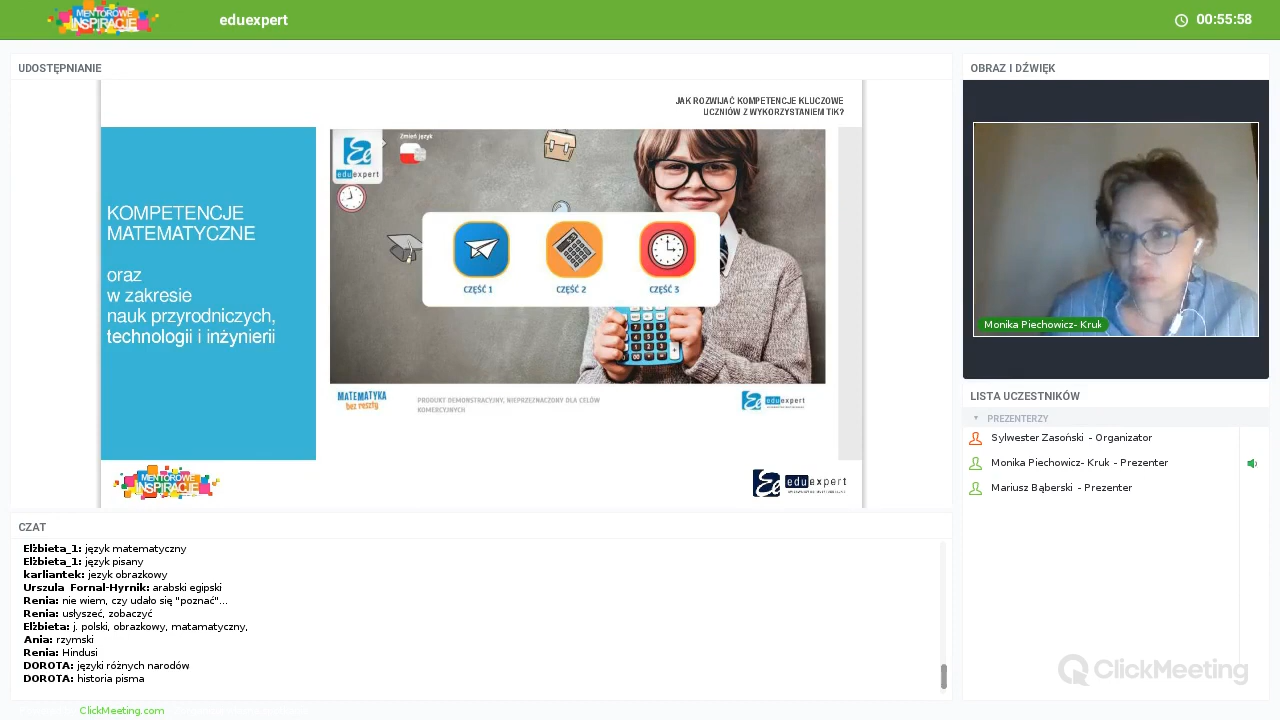 MENTOROWE
INSPIRACJE
eduexpert
00:55:58
UDOSTĘPNIANIE
JAK ROZWIJAĆ KOMPETENCJE KLUCZOWE
UCZNIÓW Z WYKORZYSTANIEM TIK?
KOMPETENCJE
MATEMATYCZNE
oraz
w zakresie
nauk przyrodniczych,
technologii i inżynierii
eduexpert
Zmień język
CZĘŚĆ 1
CZĘŚĆ 2
CZĘŚĆ 3
MATEMATYKA
bez reszty
PRODUKT DEMONSTRACYJNY, NIEPRZEZNACZONY DLA CELÓW
KOMERCYJNYCH
eduexpert
MENTOROWE
INSPIRACJE
eduexpert
OBRAZ I DŹWIĘK
Monika Piechowicz- Kruk
LISTA UCZESTNIKÓW
PREZENTERZY
Sylwester Zasoński - Organizator
Monika Piechowicz- Kruk - Prezenter
Mariusz Bąberski - Prezenter
ClickMeeting
CZAT
Elżbieta_1: język matematyczny
Elżbieta_1: język pisany
karliantek: jezyk obrazkowy
Urszula Fornal-Hyrnik: arabski egipski
Renia: nie wiem, czy udało się "poznać"...
Renia: usłyszeć, zobaczyć
Elżbieta: j. polski, obrazkowy, matamatyczny,
Ania: rzymski
Renia: Hindusi
DOROTA: języki różnych narodów
DOROTA: historia pisma
ClickMeeting.com